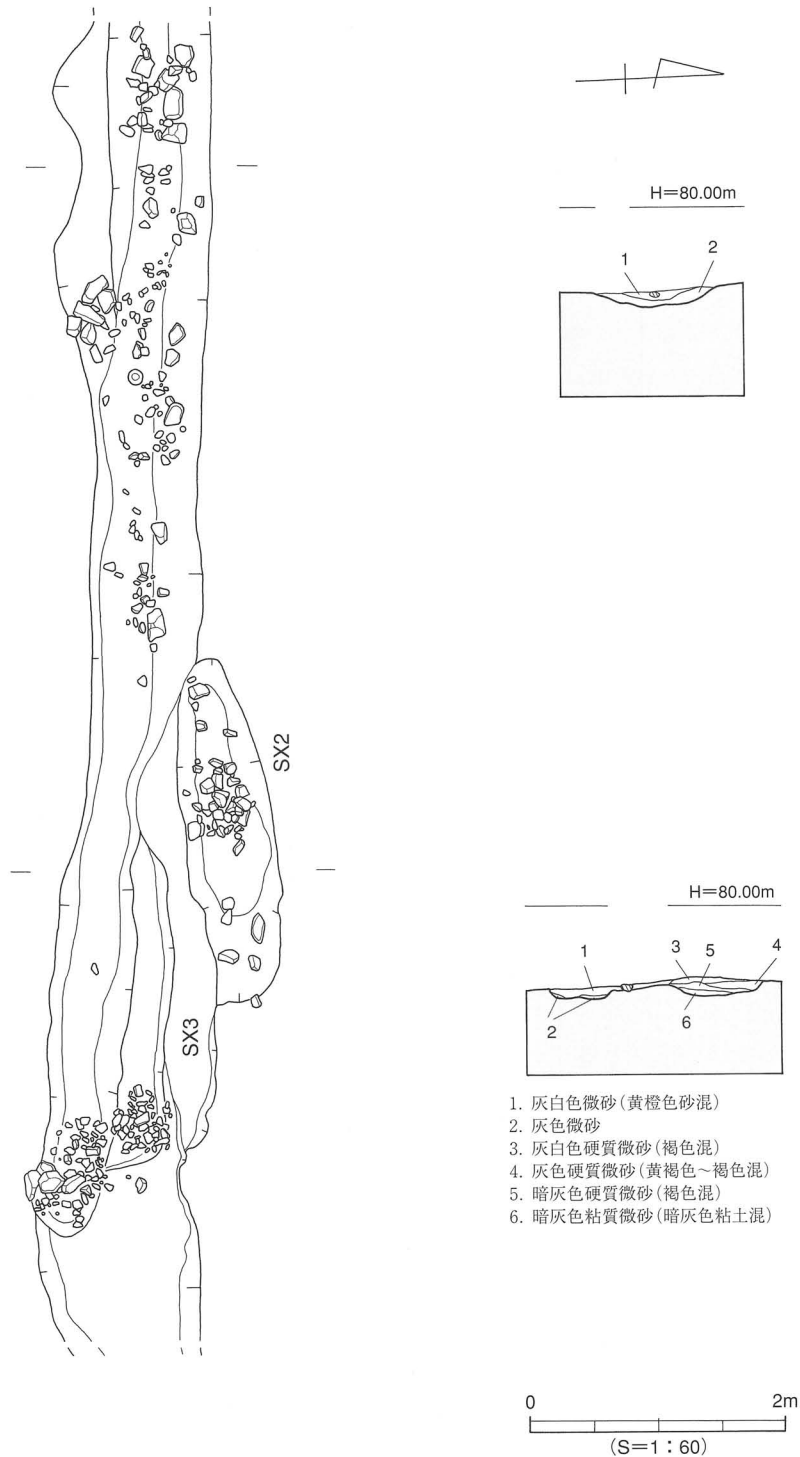 H=80.00m
1 2
SX2
H=80.00m
1 3 5 4
2 6
SX3
1. 灰白色微砂(黄橙色砂混)
2. 灰色微砂
3. 灰白色硬質微砂(褐色混)
4. 灰色硬質微砂(黄褐色~褐色混)
5. 暗灰色硬質微砂(褐色混)
6. 暗灰色粘質微砂(暗灰色粘土混)
0 2m
(S=1:60)